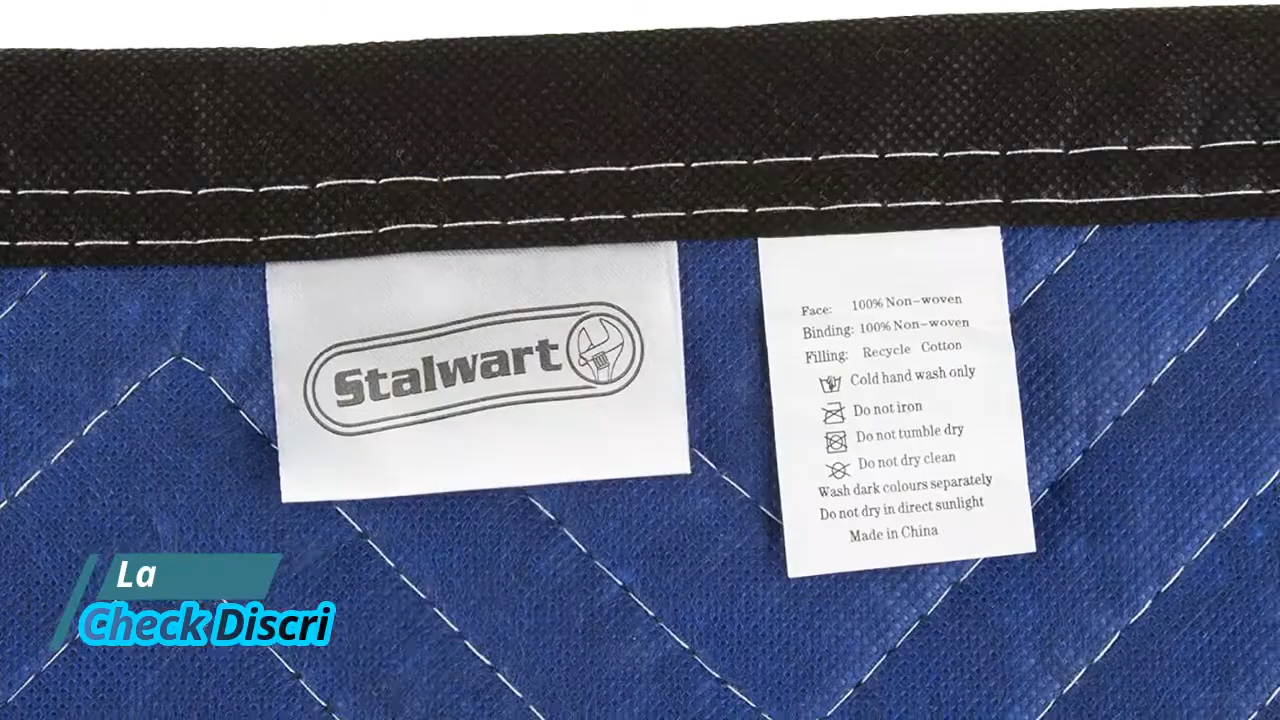 Stalwart
Face: 100% Non-woven
Binding: 100% Non-woven
Filling: Recycle Cotton
Cold hand wash only
Do not iron
Do not tumble dry
Do not dry clean
Wash dark colours separately
Do not dry in direct sunlight
Made in China
La
Check Discri